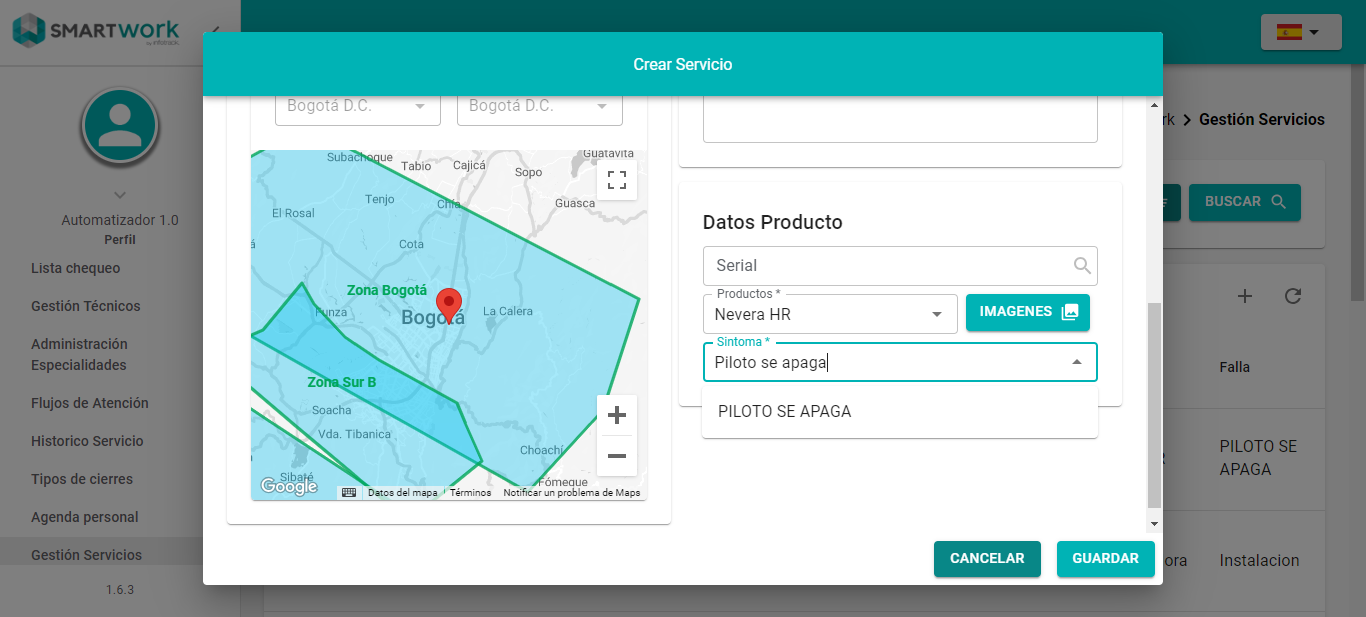 SMARTWORK
by Infotrack
Crear Servicio
Bogotá D.C.
Bogotá D.C.
rk
Gestión Servicios
Automatizador 1.0
Perfil
Lista chequeo
Gestión Técnicos
Administración
Especialidades
Flujos de Atención
Historico Servicio
Tipos de cierres
Agenda personal
Gestión Servicios
1.6.3
Subachoque
Tabio
Cajicá
Sopo
Guatavita
Tenjo
Chía
Guasca
El Rosal
Cota
Zona Bogotá
Bogotá
La Calera
Funza
Zona Sur B
Soacha
Vda. Tibanica
Choachí
Sibaté
Fómeque
Google
Datos del mapa
Términos
Notificar un problema de Maps
Datos Producto
Serial
Productos *
Nevera HR
IMAGENES
Sintoma *
Piloto se apaga
PILOTO SE APAGA
CANCELAR
GUARDAR
BUSCAR
Falla
R
PILOTO SE
APAGA
ora
Instalacion